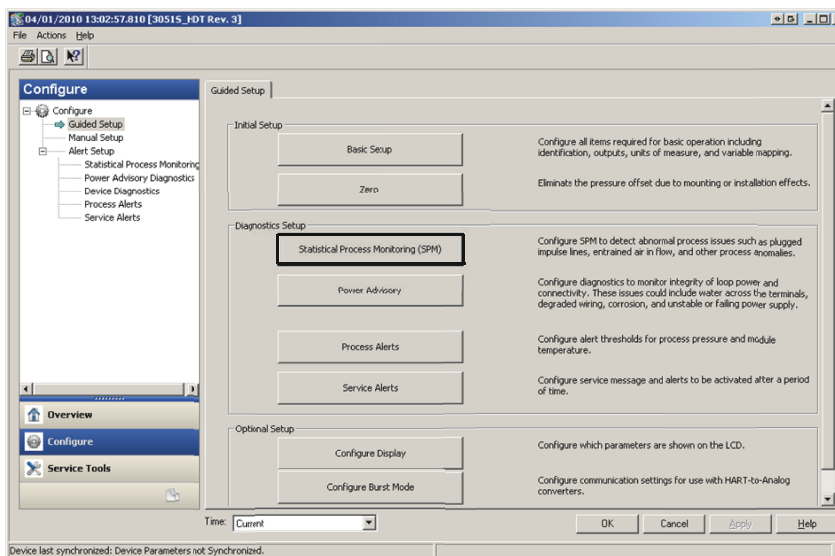 04/01/2010 13:02:57.810 [3051S_HDT Rev. 3]
File Actions Help
Configure
Configure
Guided Setup
Manual Setup
Alert Setup
Statistical Process Monitoring
Power Advisory Diagnostics
Device Diagnostics
Process Alerts
Service Alerts
Overview
Configure
Service Tools
Guided Setup
Initial Setup
Basic Setup
Configure all items required for basic operation including
identification, outputs, units of measure, and variable mapping.
Zero
Eliminate the pressure offset due to mounting or installation effects.
Diagnostics Setup
Statistical Process Monitoring (SPM)
Configure SPM to detect abnormal process issues such as plugged
impulse lines, entrained air in flow, and other process anomalies.
Power Advisory
Configure diagnostics to monitor integrity of loop power and
connectivity. These issues could include water across the terminals,
degraded wiring, corrosion, and unstable or failing power supply.
Process Alerts
Configure alert thresholds for process pressure and module
temperature.
Service Alerts
Configure service message and alerts to be activated after a period
of time.
Optional Setup
Configure Display
Configure which parameters are shown on the LCD.
Configure Burst Mode
Configure communication settings for use with HART-to-Analog
converters.
Time: Current
OK Cancel Apply Help
Device last synchronized: Device Parameters not Synchronized.